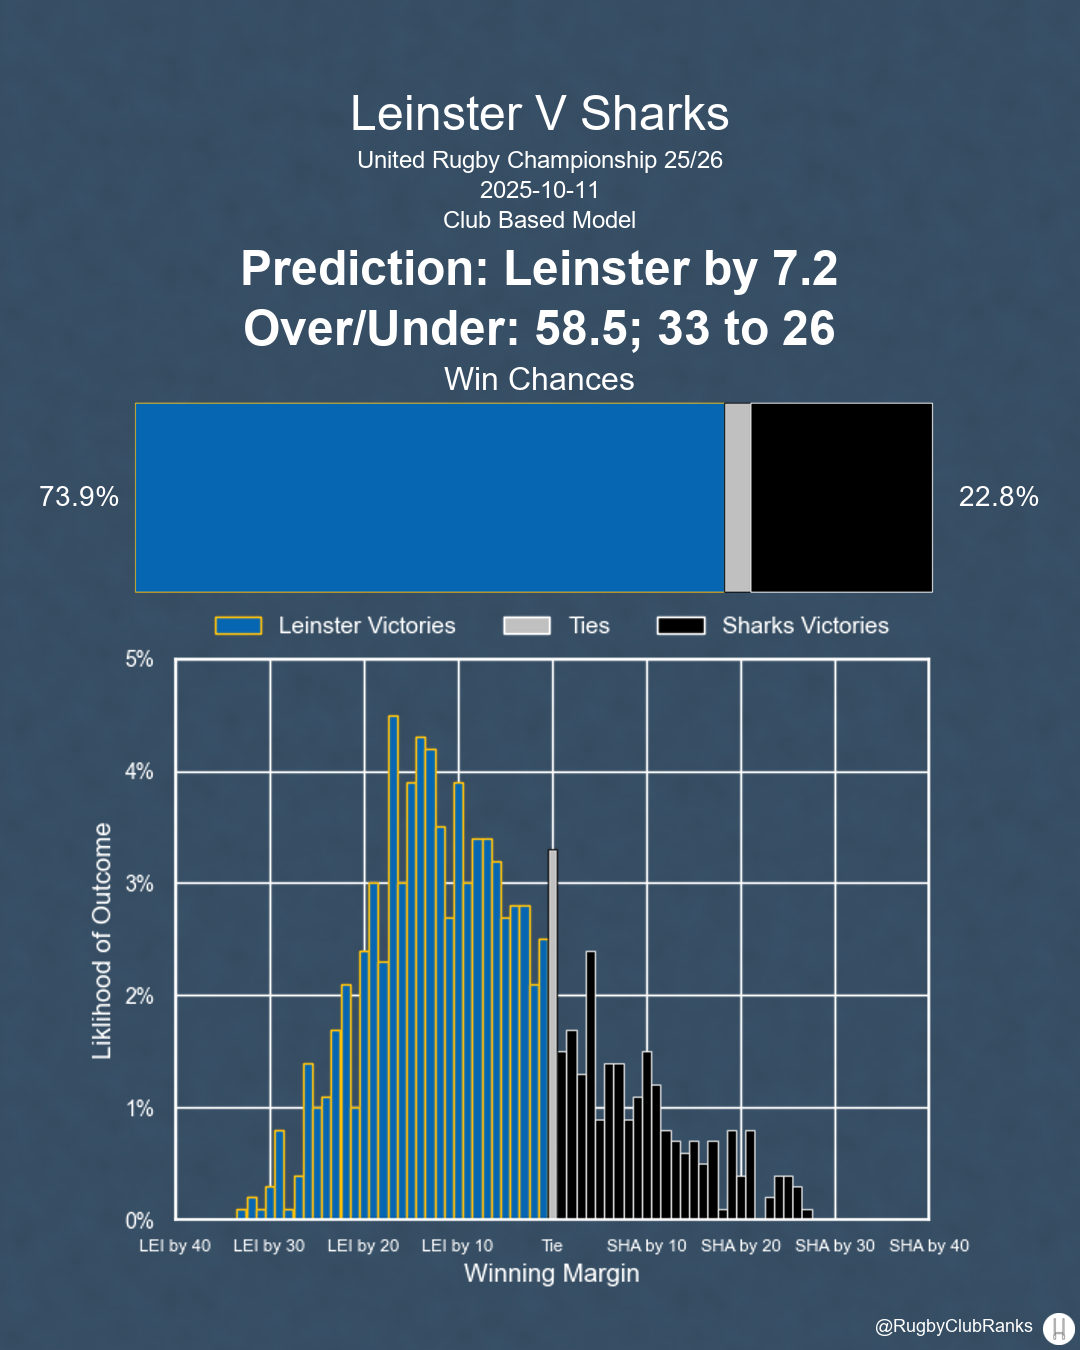 Leinster V Sharks
United Rugby Championship 25/26
2025-10-11
Club Based Model
Prediction: Leinster by 7.2
Over/Under: 58.5; 33 to 26
Win Chances
73.9%
22.8%
Leinster Victories Ties Sharks Victories
5%
4%
3%
2%
1%
0%
Liklihood of Outcome
LEI by 40 LEI by 30 LEI by 20 LEI by 10 Tie SHA by 10 SHA by 20 SHA by 30 SHA by 40
Winning Margin
@RugbyClubRanks